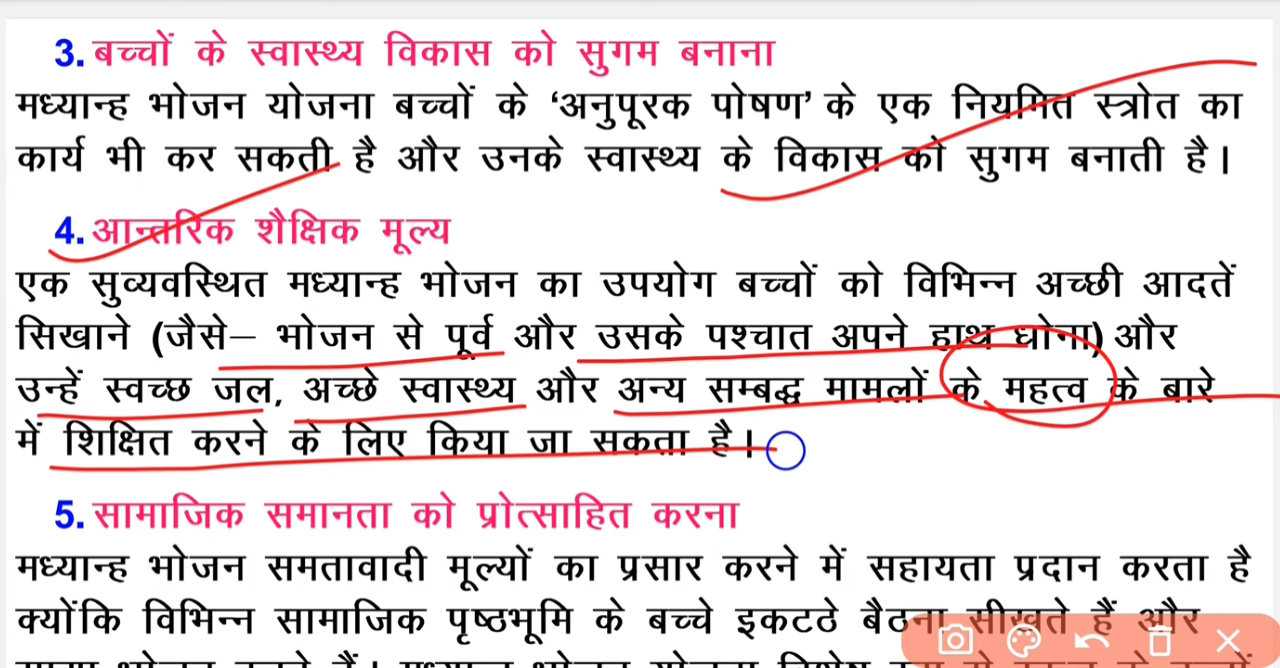 3. बच्चों के स्वास्थ्य विकास को सुगम बनाना
मध्यान्ह भोजन योजना बच्चों के ‘अनुपूरक पोषण’ के एक नियमित स्त्रोत का
कार्य भी कर सकती है और उनके स्वास्थ्य के विकास को सुगम बनाती है।
4. आन्तरिक शैक्षिक मूल्य
एक सुव्यवस्थित मध्यान्ह भोजन का उपयोग बच्चों को विभिन्न अच्छी आदतें
सिखाने (जैसे– भोजन से पूर्व और उसके पश्चात अपने हाथ धोना) और
उन्हें स्वच्छ जल, अच्छे स्वास्थ्य और अन्य सम्बद्ध मामलों के महत्व के बारे
में शिक्षित करने के लिए किया जा सकता है।
5. सामाजिक समानता को प्रोत्साहित करना
मध्यान्ह भोजन समतावादी मूल्यों का प्रसार करने में सहायता प्रदान करता है
क्योंकि विभिन्न सामाजिक पृष्ठभूमि के बच्चे इकटठे बैठना सीखते हैं और